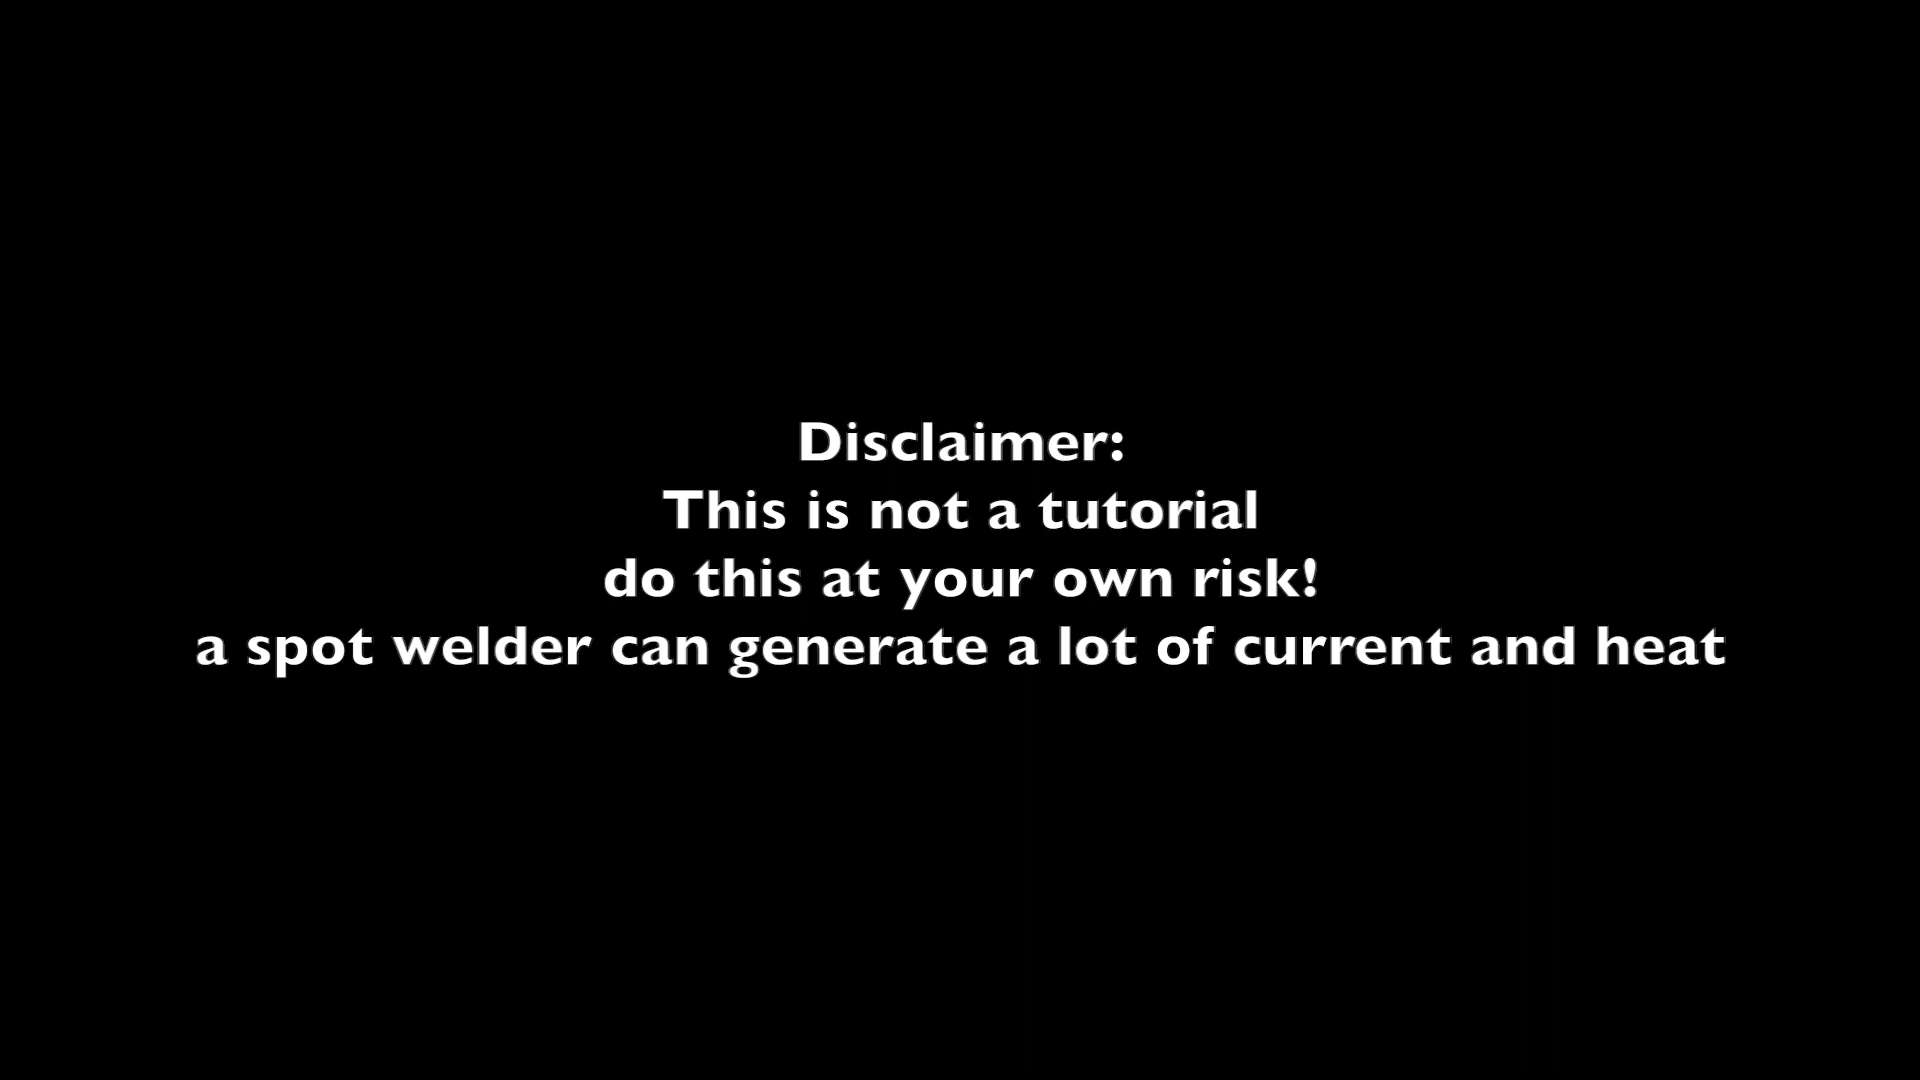 Disclaimer:
This is not a tutorial
do this at your own risk!
a spot welder can generate a lot of current and heat